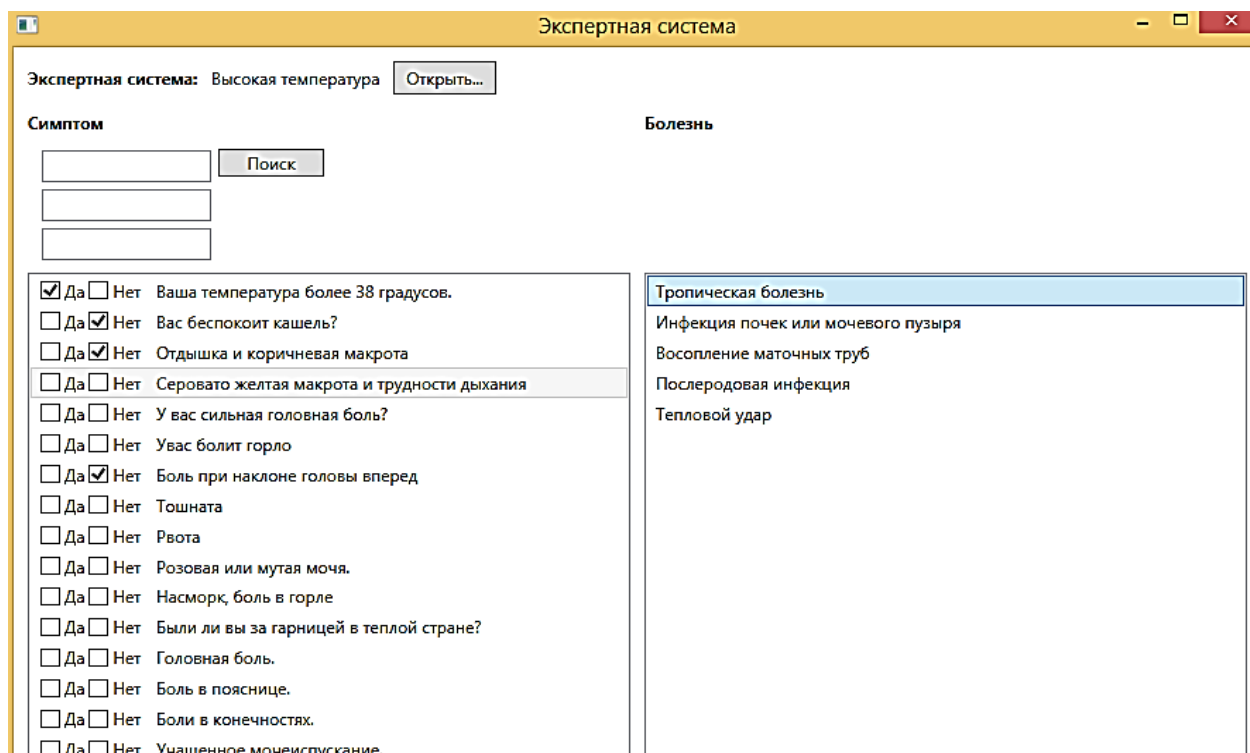 Экспертная система
Экспертная система: Высокая температура Открыть...
Симптом
Болезнь
Поиск
Да Нет Ваша температура более 38 градусов.
Да Нет Вас беспокоит кашель?
Да Нет Отдышка и коричневая макрота
Да Нет Серовато желтая макрота и трудности дыхания
Да Нет У вас сильная головная боль?
Да Нет Увас болит горло
Да Нет Боль при наклоне головы вперед
Да Нет Тошната
Да Нет Рвота
Да Нет Розовая или мутая моча.
Да Нет Насморк, боль в горле
Да Нет Были ли вы за гарницей в теплой стране?
Да Нет Головная боль.
Да Нет Боль в пояснице.
Да Нет Боли в конечностях.
Да Нет Учащенное мочеиспускание
Тропическая болезнь
Инфекция почек или мочевого пузыря
Восопление маточных труб
Послеродовая инфекция
Тепловой удар